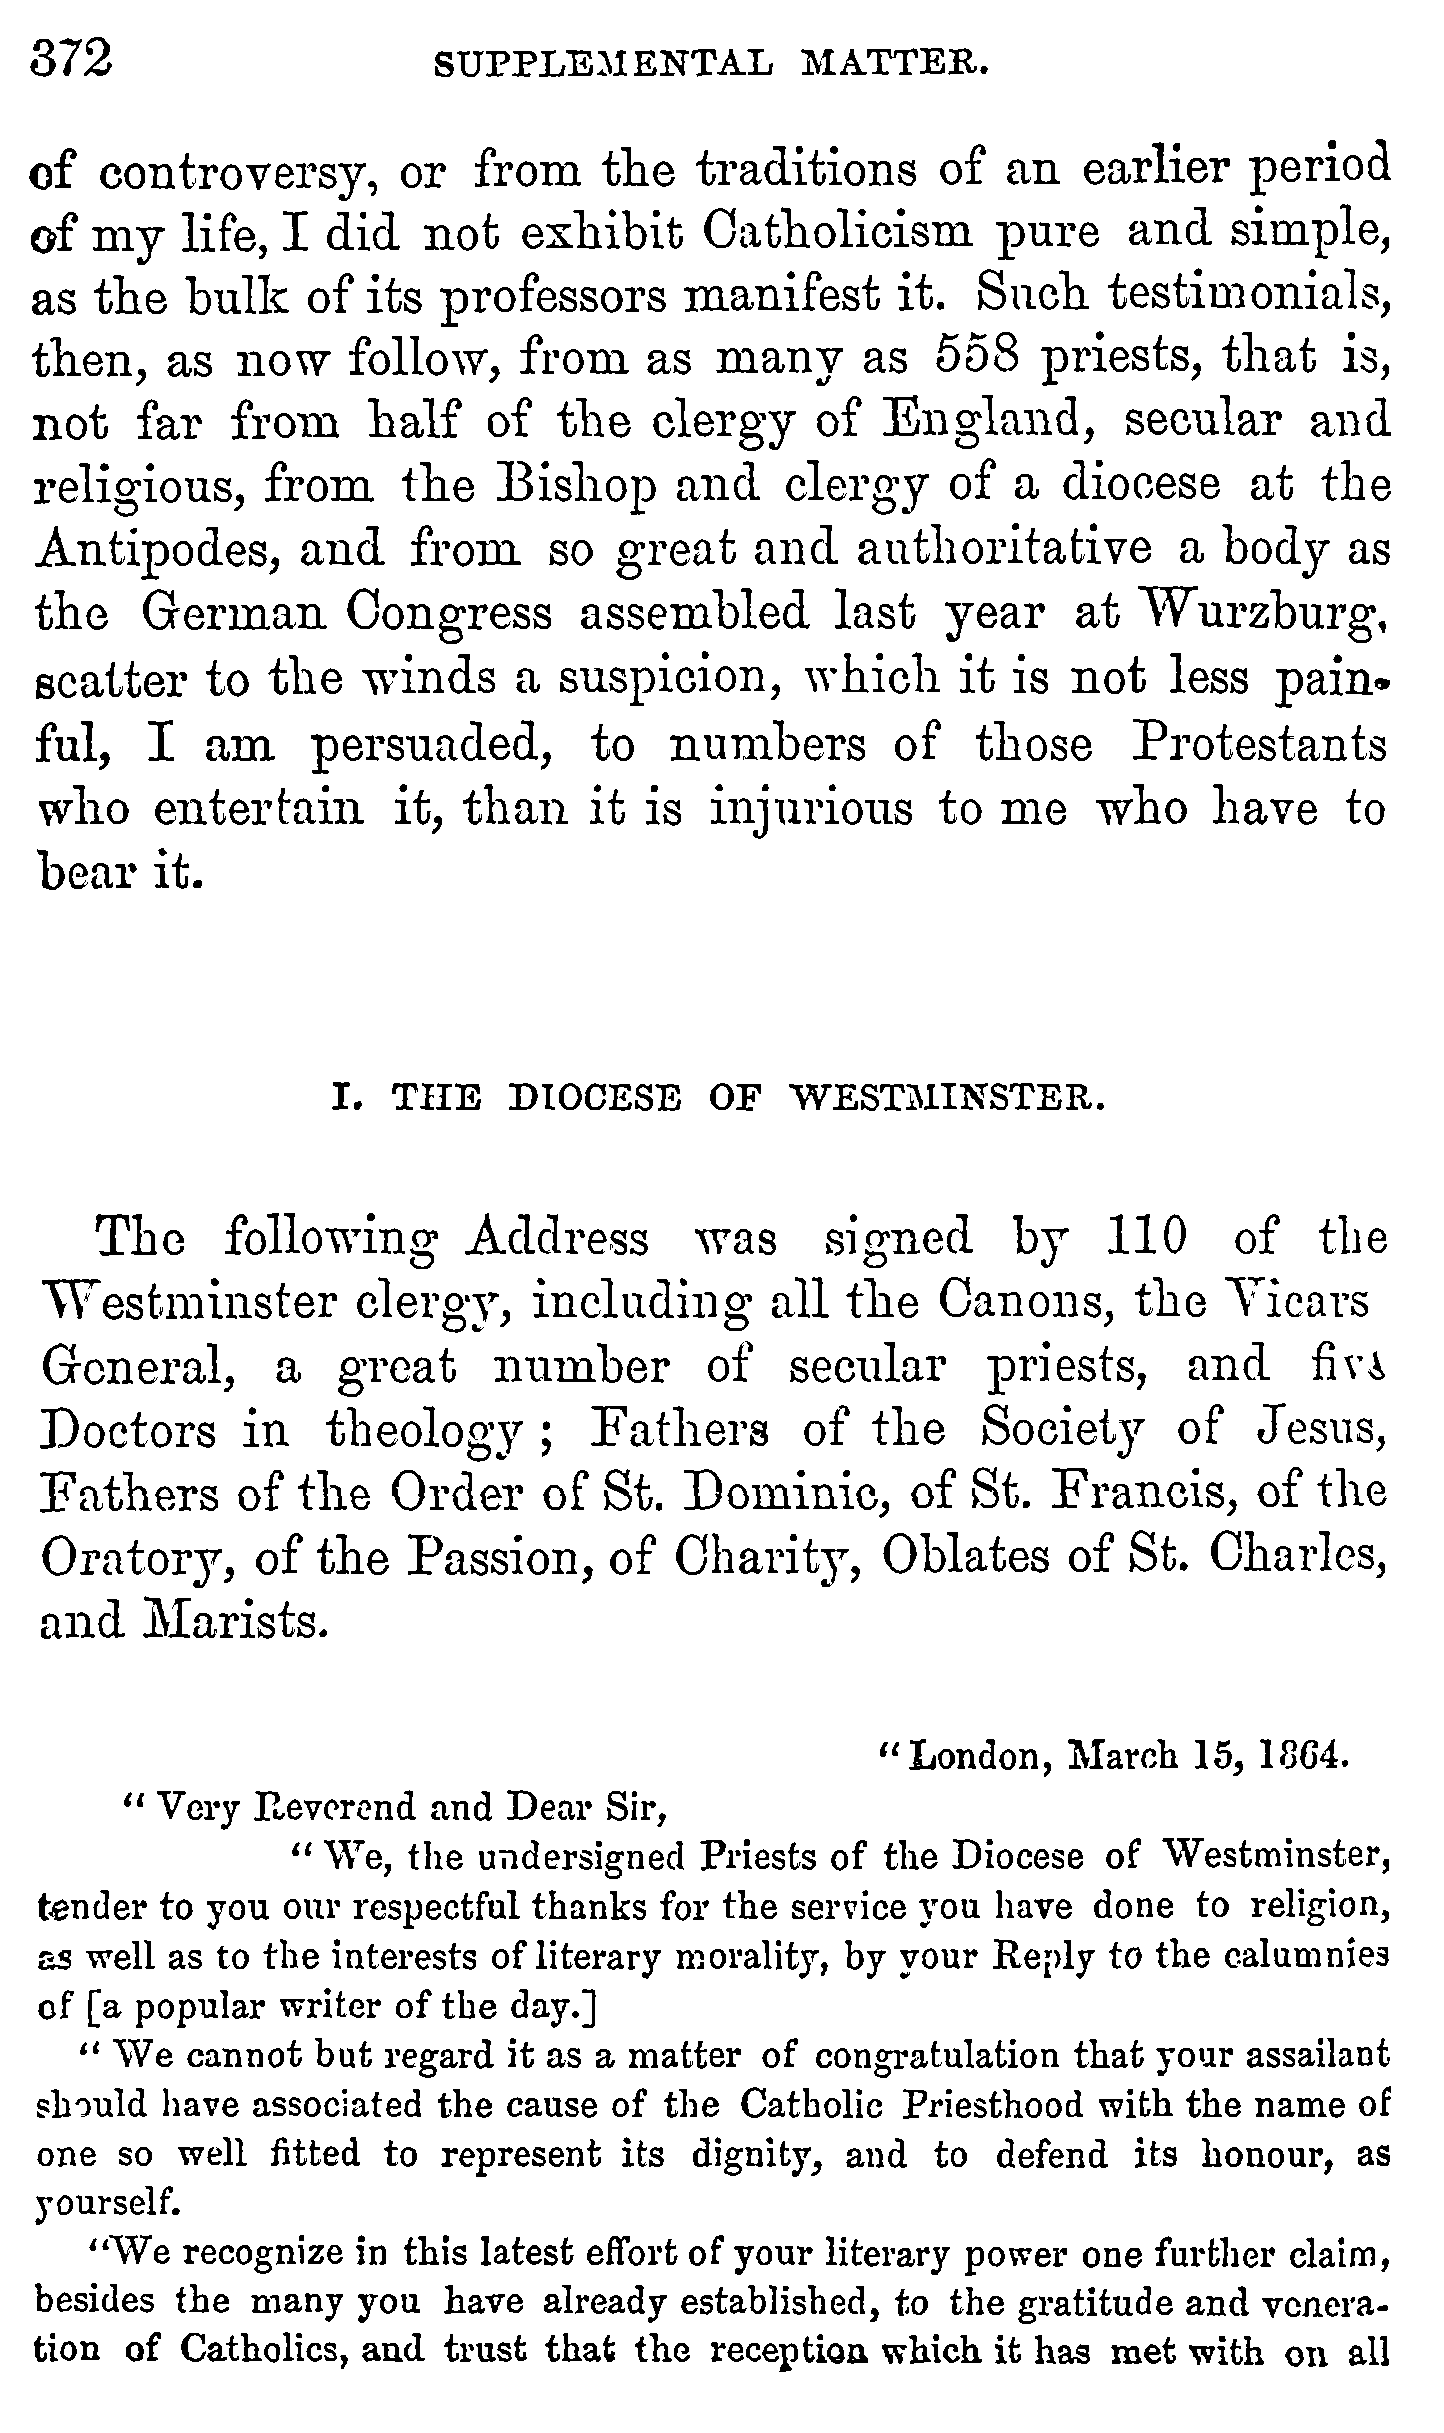 372 SUPPLEMENTAL MATTER.
of controversy, or from the traditions of an earlier period
of my life, I did not exhibit Catholicism pure and simple,
as the bulk of its professors manifest it. Such testimonials,
then, as now follow, from as many as 558 priests, that is,
not far from half of the clergy of England, secular and
religious, from the Bishop and clergy of a diocese at the
Antipodes, and from so great and authoritative a body as
the German Congress assembled last year at Wurzburg,
scatter to the winds a suspicion, which it is not less pain-
ful, I am persuaded, to numbers of those Protestants
who entertain it, than it is injurious to me who have to
bear it.
I. THE DIOCESE OF WESTMINSTER.
The following Address was signed by 110 of the
Westminster clergy, including all the Canons, the Vicars
General, a great number of secular priests, and five
Doctors in theology ; Fathers of the Society of Jesus,
Fathers of the Order of St. Dominic, of St. Francis, of the
Oratory, of the Passion, of Charity, Oblates of St. Charles,
and Marists.
“ London, March 15, 1864.
“ Very Reverend and Dear Sir,
“ We, the undersigned Priests of the Diocese of Westminster,
tender to you our respectful thanks for the service you have done to religion,
as well as to the interests of literary morality, by your Reply to the calumnies
of [a popular writer of the day.]
“ We cannot but regard it as a matter of congratulation that your assailant
should have associated the cause of the Catholic Priesthood with the name of
one so well fitted to represent its dignity, and to defend its honour, as
yourself.
“We recognize in this latest effort of your literary power one further claim,
besides the many you have already established, to the gratitude and venera-
tion of Catholics, and trust that the reception which it has met with on all